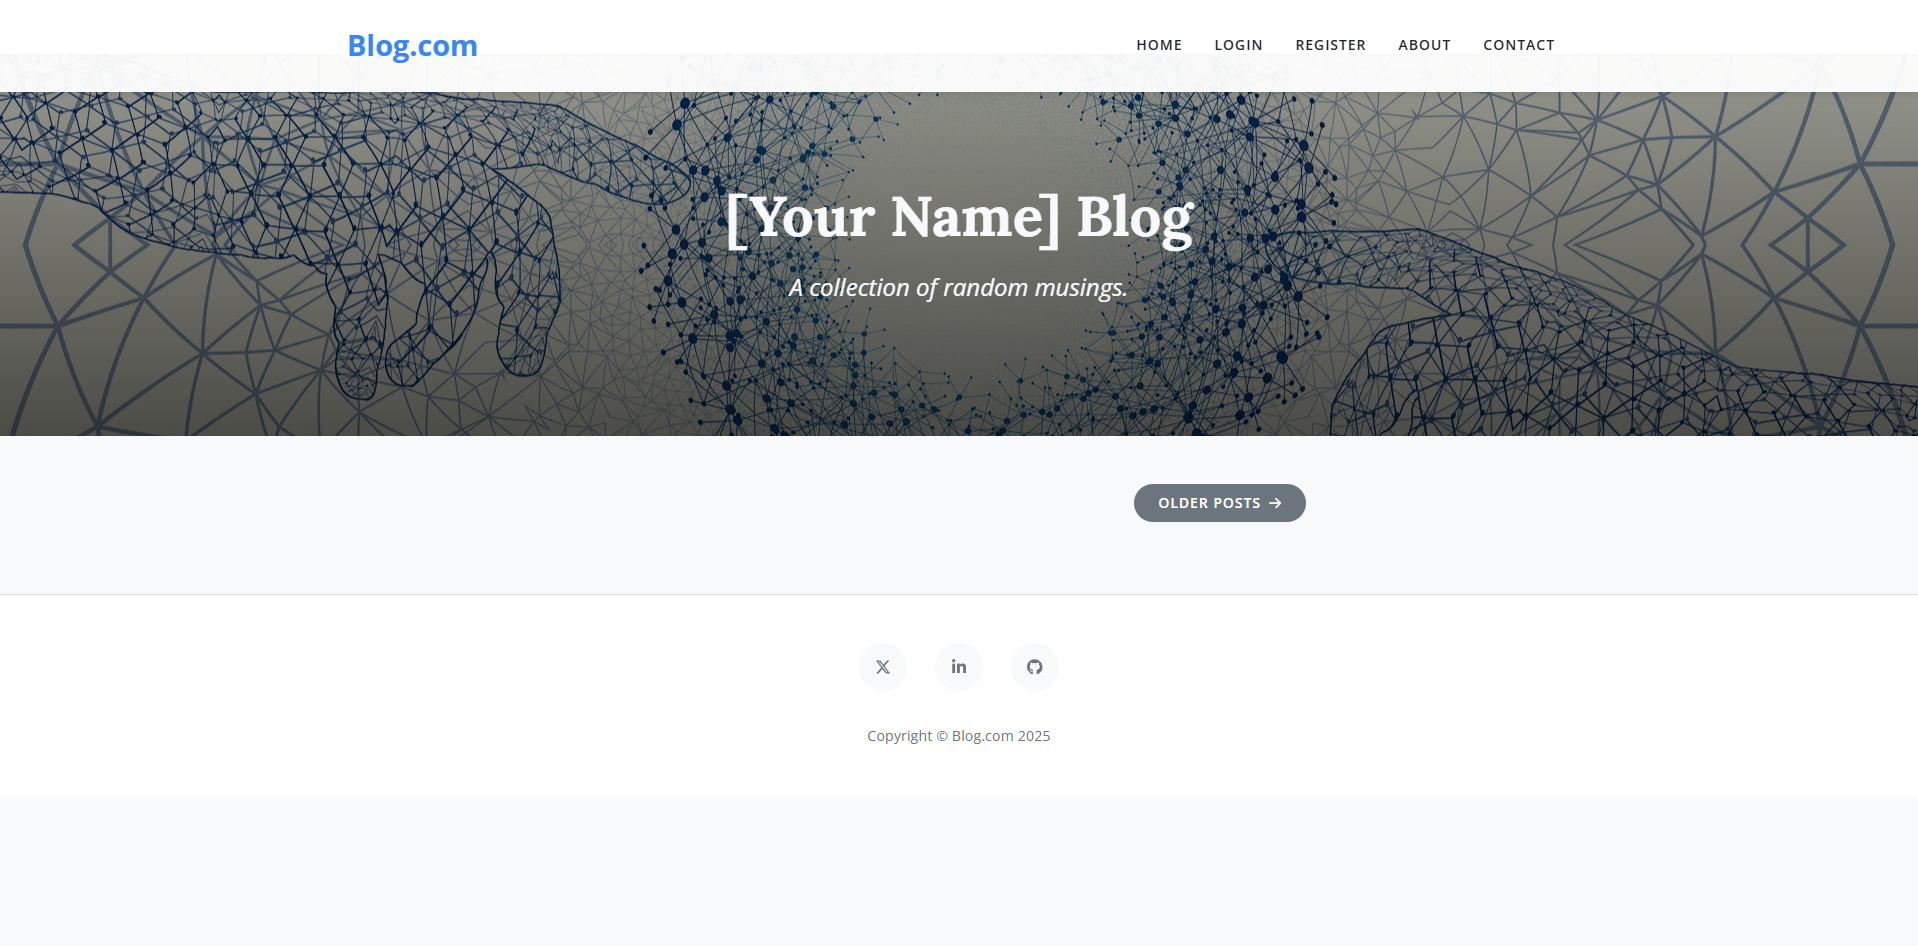 Blog.com
HOME LOGIN REGISTER ABOUT CONTACT
[Your Name] Blog
A collection of random musings.
OLDER POSTS →
Copyright © Blog.com 2025